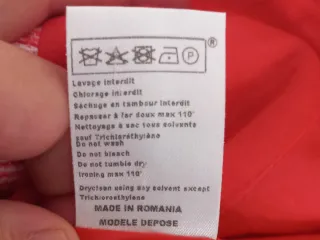 ®
P
Lavage interdit
Chlorage interdit
Séchage en tambour interdit
Repasser à fer doux max 110°
Nettoyage à sec tous solvents
sauf Trichloréthylène
Do not wash
Do not bleach
Do not tumble dry
Ironing max 110°
Dryclean using any solvent except
Trichloroethylene
MADE IN ROMANIA
MODELE DEPOSE